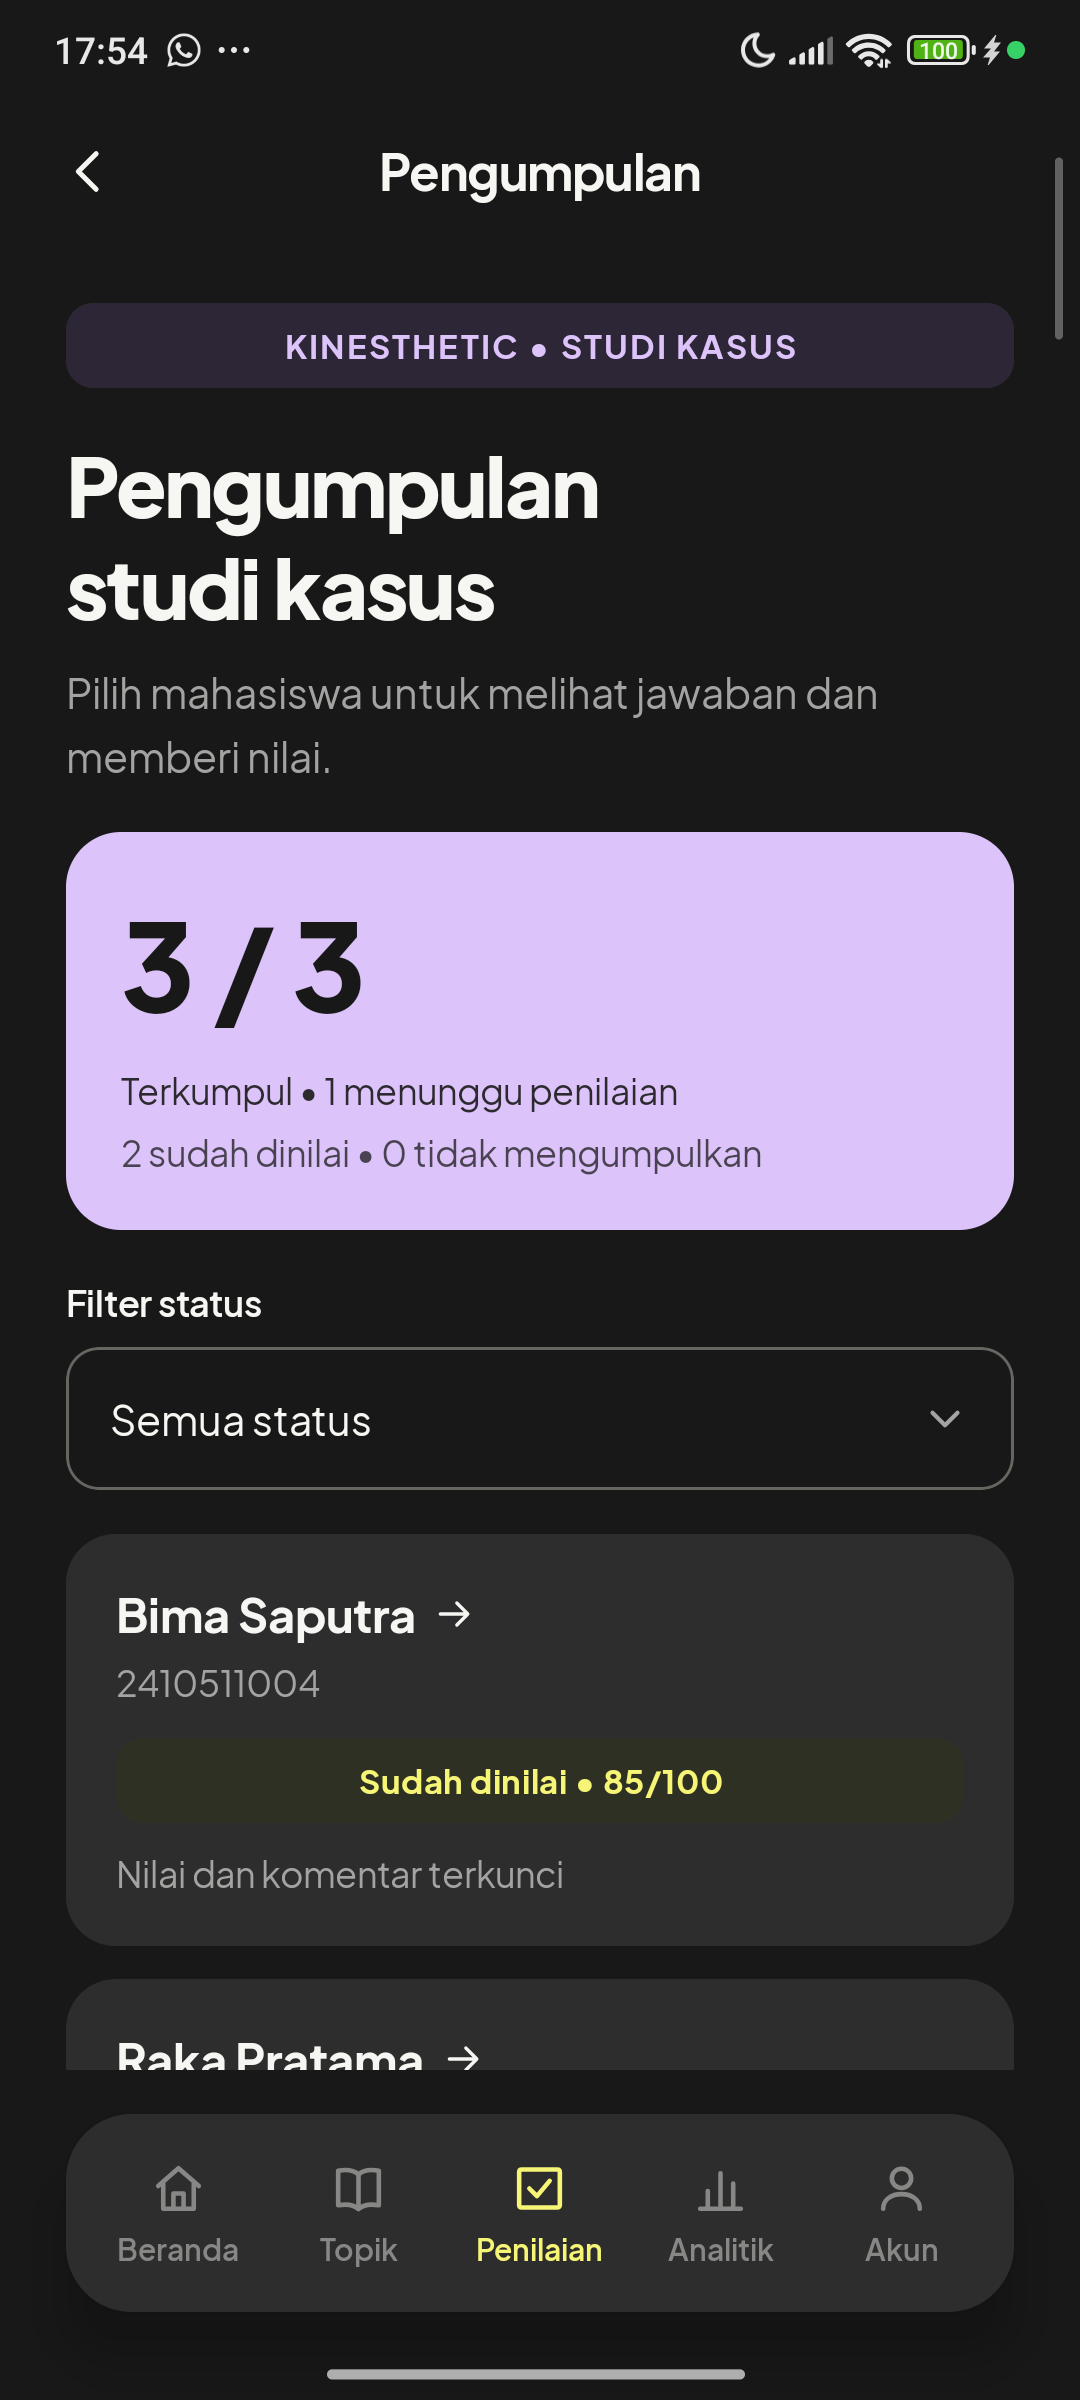 17:54
100
Pengumpulan
KINESTHETIC • STUDI KASUS
Pengumpulan
studi kasus
Pilih mahasiswa untuk melihat jawaban dan
memberi nilai.
3 / 3
Terkumpul • 1 menunggu penilaian
2 sudah dinilai • 0 tidak mengumpulkan
Filter status
Semua status
Bima Saputra →
2410511004
Sudah dinilai • 85/100
Nilai dan komentar terkunci
Raka Pratama →
Beranda
Topik
Penilaian
Analitik
Akun